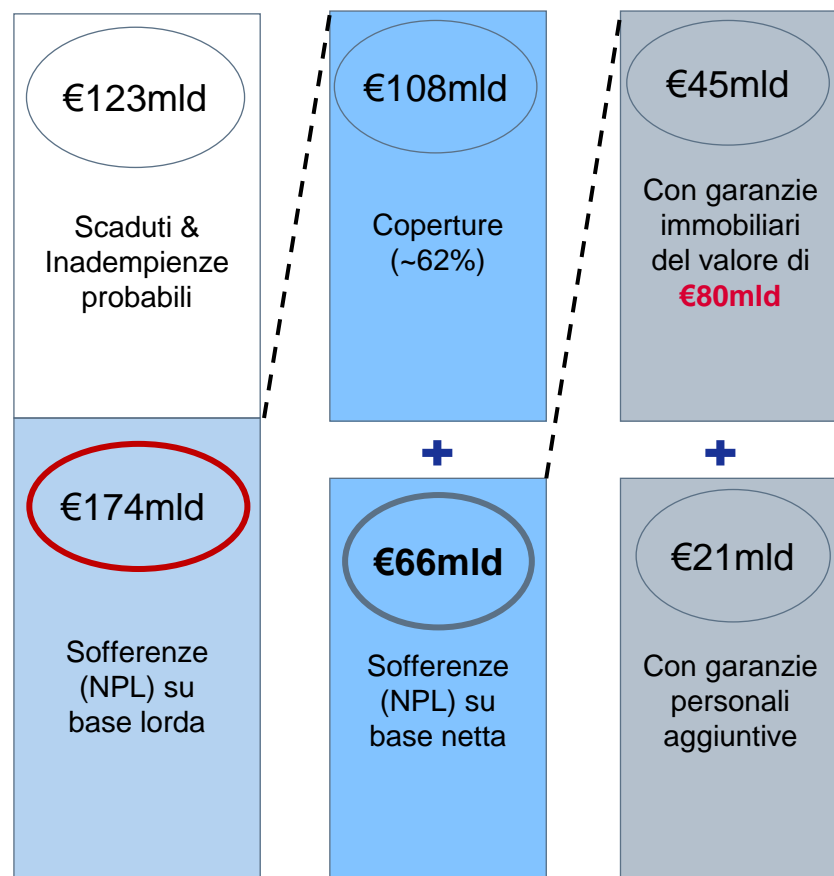 €123mld
Scaduti &
Inadempienze
probabili
€174mld
Sofferenze
(NPL) su
base lorda
€108mld
Coperture
(~62%)
+
€66mld
Sofferenze
(NPL) su
base netta
€45mld
Con garanzie
immobiliari
del valore di
€80mld
+
€21mld
Con garanzie
personali
aggiuntive